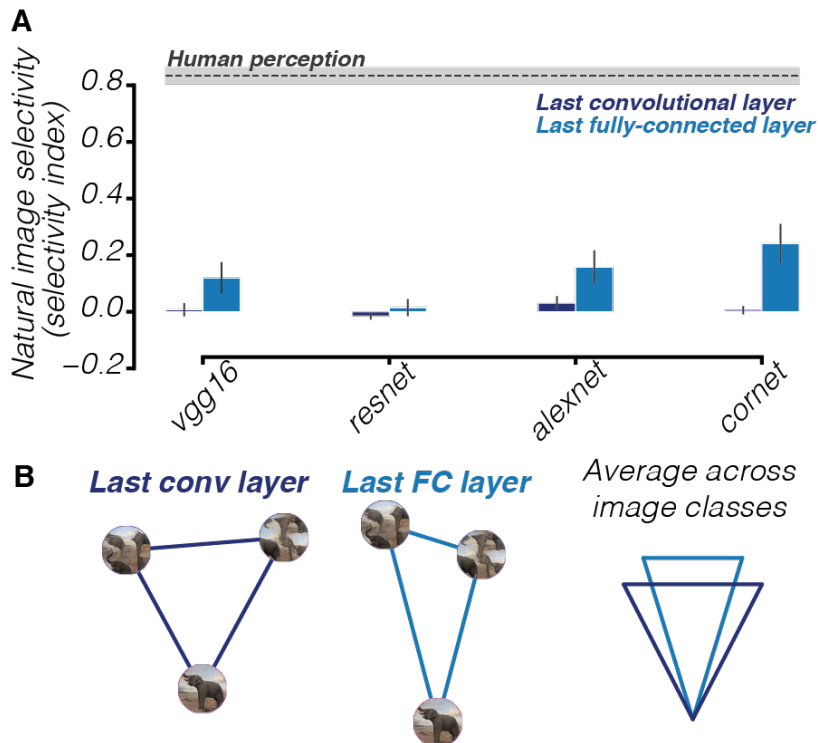 A
Human perception
Last convolutional layer
Last fully-connected layer
Natural image selectivity
(selectivity index)
0.8
0.6
0.4
0.2
0.0
−0.2
vgg16
resnet
alexnet
cornet
B
Last conv layer
Last FC layer
Average across
image classes